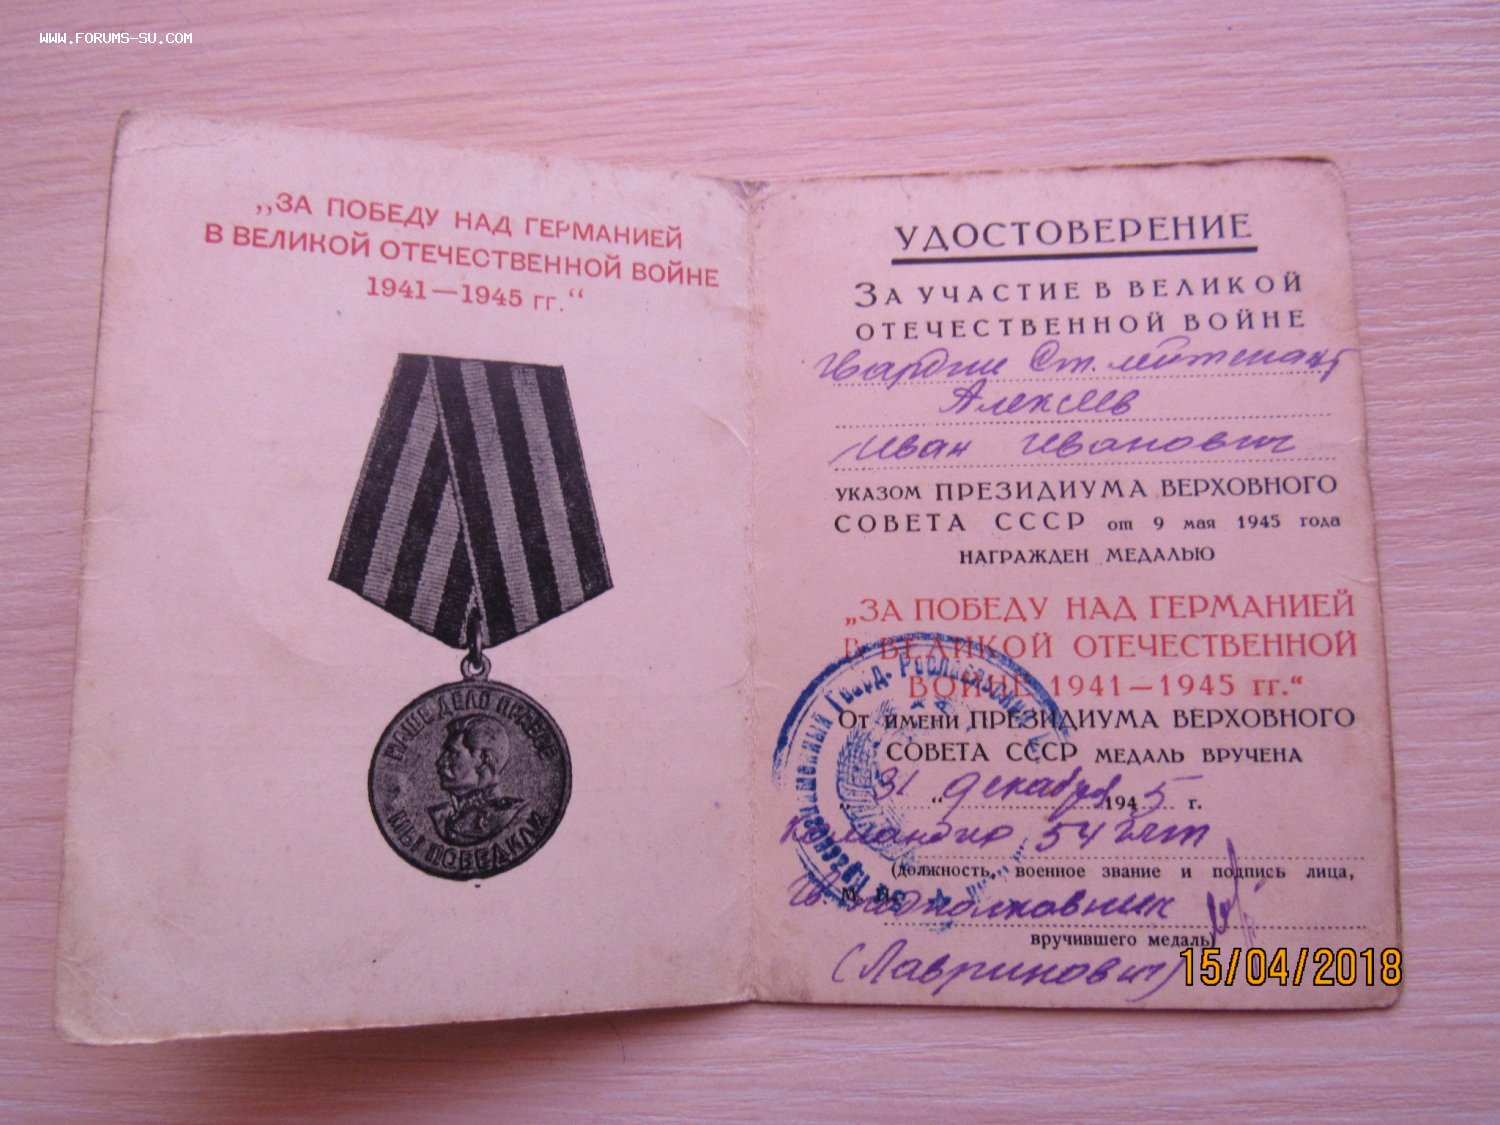 WWW.FORUMS-SU.COM
„ЗА ПОБЕДУ НАД ГЕРМАНИЕЙ
В ВЕЛИКОЙ ОТЕЧЕСТВЕННОЙ ВОЙНЕ
1941—1945 гг.“
НАШЕ ДЕЛО ПРАВОЕ
МЫ ПОБЕДИЛИ
УДОСТОВЕРЕНИЕ
ЗА УЧАСТИЕ В ВЕЛИКОЙ
ОТЕЧЕСТВЕННОЙ ВОЙНЕ
Гвардии Ст. лейтенант
Алексеев
Иван Иванович
УКАЗОМ ПРЕЗИДИУМА ВЕРХОВНОГО
СОВЕТА СССР от 9 мая 1945 года
НАГРАЖДЕН МЕДАЛЬЮ
„ЗА ПОБЕДУ НАД ГЕРМАНИЕЙ
В ВЕЛИКОЙ ОТЕЧЕСТВЕННОЙ
ВОЙНЕ 1941—1945 гг.“
ОТ ИМЕНИ ПРЕЗИДИУМА ВЕРХОВНОГО
СОВЕТА СССР МЕДАЛЬ ВРУЧЕНА
„31“ декабря 1945 г.
Командир 54
(должность, военное звание и подпись лица,
М. П. Гв. подполковник
вручившего медаль)
(Лавринович)
15/04/2018